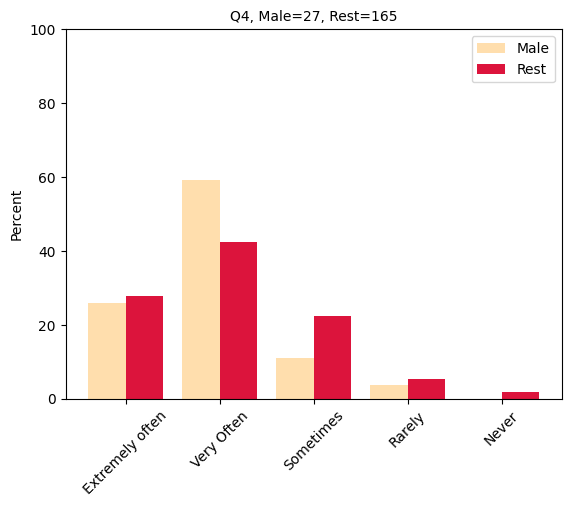 Q4, Male=27, Rest=165
100
80
60
40
20
0
Percent
Male
Rest
Extremely often
Very Often
Sometimes
Rarely
Never